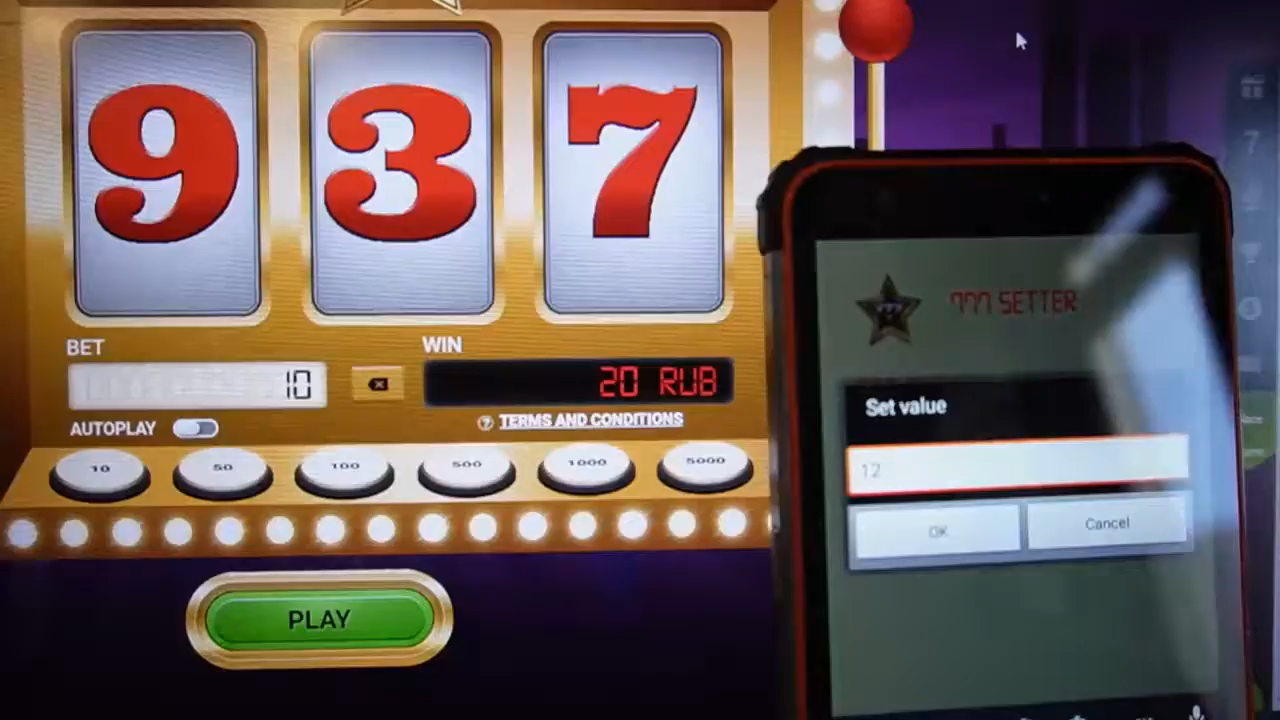 9 3 7
BET
WIN
10
20 RUB
AUTOPLAY
TERMS AND CONDITIONS
10 50 100 500 1000 5000
PLAY
777 SETTER
Set value
12
OK Cancel
7